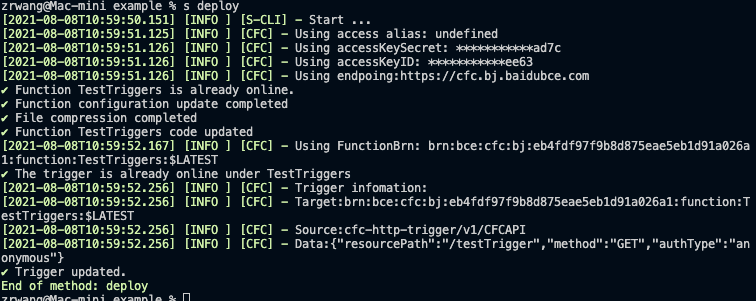 zrwang@Mac-mini example % s deploy
[2021-08-08T10:59:50.151] [INFO ] [S-CLI] - Start ...
[2021-08-08T10:59:51.125] [INFO ] [CFC] - Using access alias: undefined
[2021-08-08T10:59:51.126] [INFO ] [CFC] - Using accessKeySecret: ***********ad7c
[2021-08-08T10:59:51.126] [INFO ] [CFC] - Using accessKeyID: ***********ee63
[2021-08-08T10:59:51.126] [INFO ] [CFC] - Using endpoing:https://cfc.bj.baidubce.com
✔ Function TestTriggers is already online.
✔ Function configuration update completed
✔ File compression completed
✔ Function TestTriggers code updated
[2021-08-08T10:59:52.167] [INFO ] [CFC] - Using FunctionBrn: brn:bce:cfc:bj:eb4fdf97f9b8d875eae5eb1d91a026a
1:function:TestTriggers:$LATEST
✔ The trigger is already online under TestTriggers
[2021-08-08T10:59:52.256] [INFO ] [CFC] - Trigger infomation:
[2021-08-08T10:59:52.256] [INFO ] [CFC] - Target:brn:bce:cfc:bj:eb4fdf97f9b8d875eae5eb1d91a026a1:function:T
estTriggers:$LATEST
[2021-08-08T10:59:52.256] [INFO ] [CFC] - Source:cfc-http-trigger/v1/CFCAPI
[2021-08-08T10:59:52.256] [INFO ] [CFC] - Data:{"resourcePath":"/testTrigger","method":"GET","authType":"an
onymous"}
✔ Trigger updated.
End of method: deploy
zrwang@Mac-mini example %